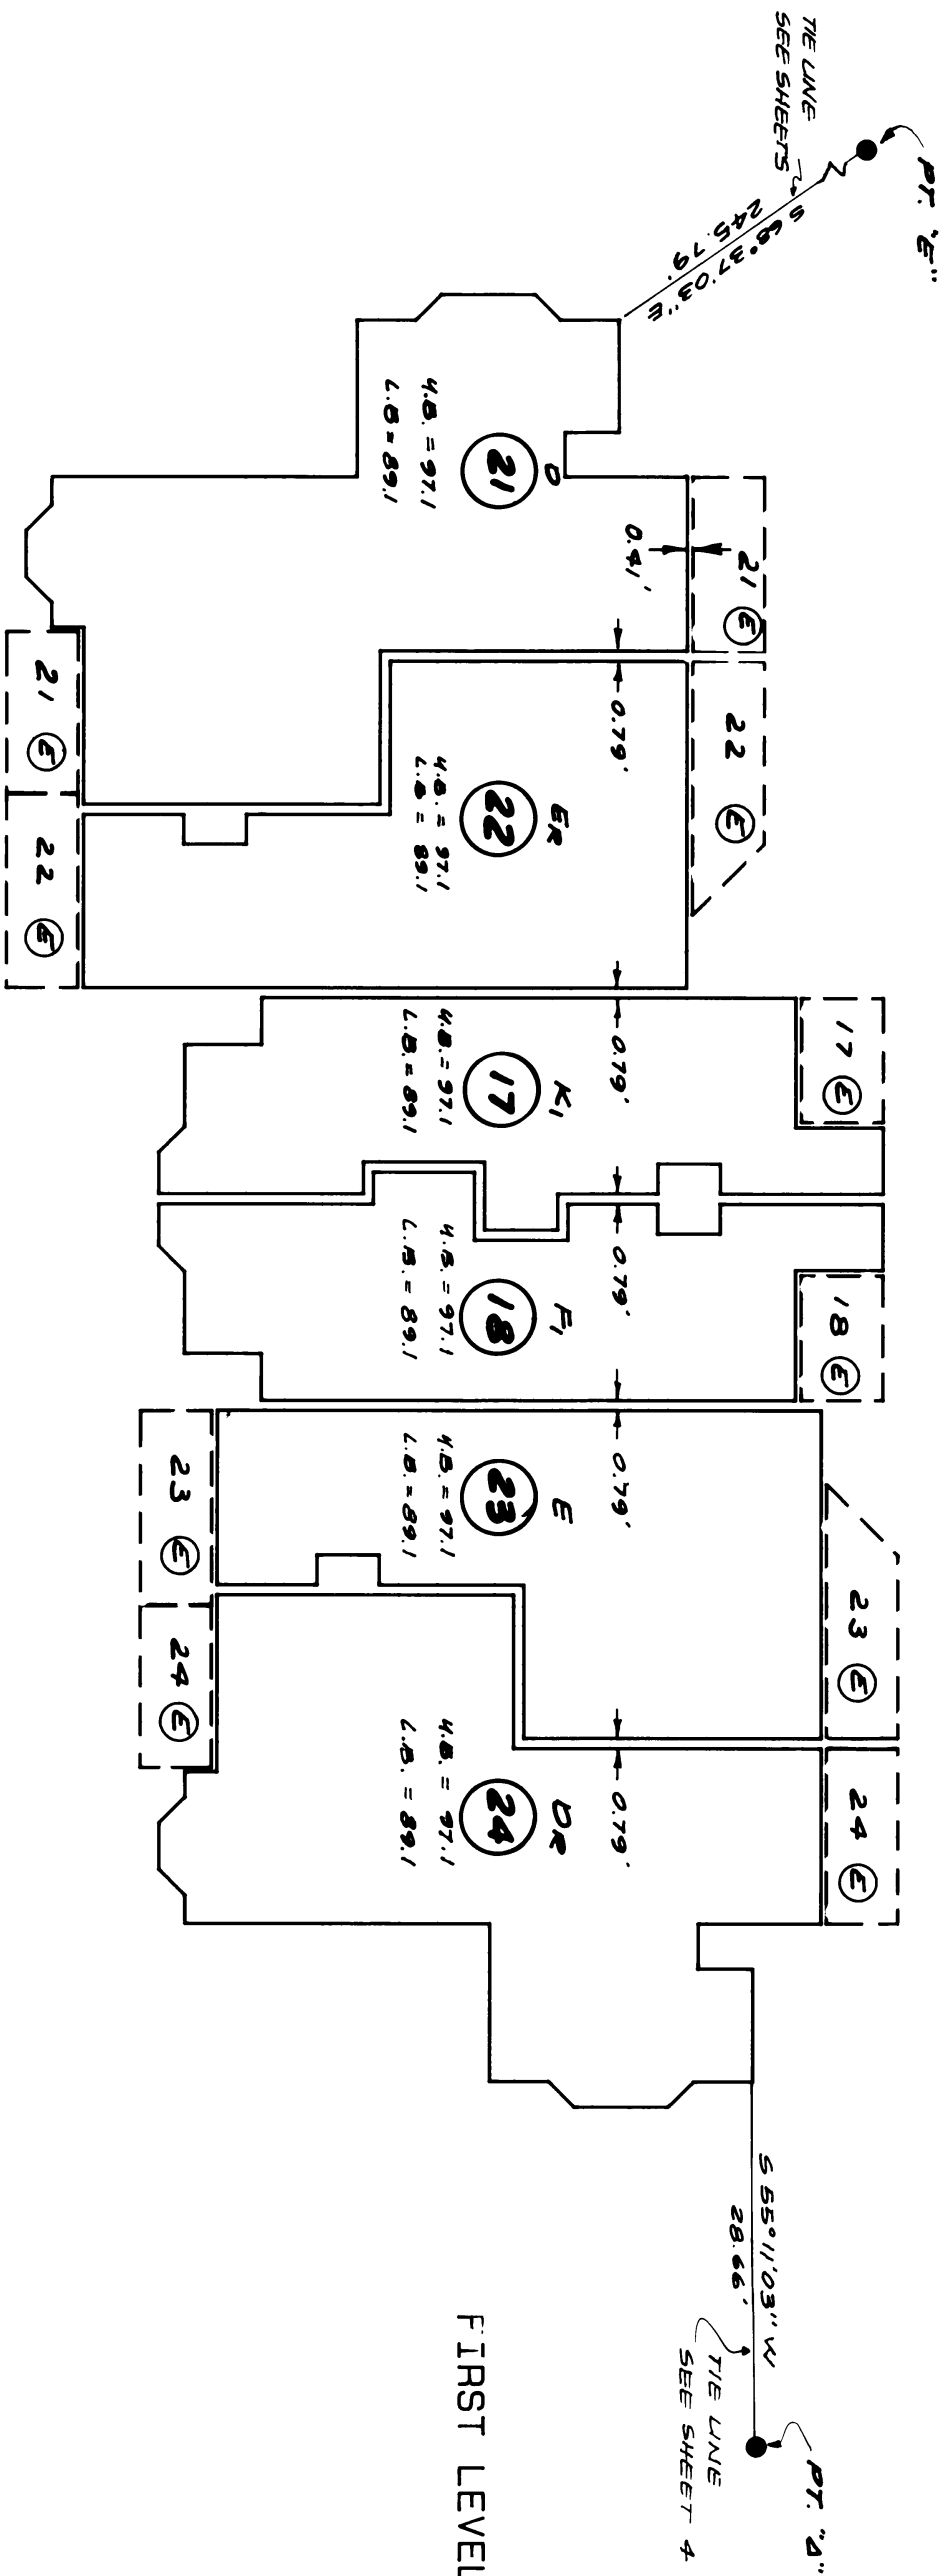 PT. "E"
TIE LINE
SEE SHEETS
S 68°37'03" E
245.79'
21 E
22 E
17 E
18 E
23 E
24 E
0.41'
0.79'
0.79'
0.79'
0.79'
0.79'
0.79'
D
21
U.B. = 97.1
L.B = 89.1
ER
22
U.B. = 97.1
L.B = 89.1
K1
17
U.B. = 97.1
L.B. = 89.1
F1
18
U.B. = 97.1
L.B. = 89.1
E
23
U.B. = 97.1
L.B. = 89.1
DR
24
U.B. = 97.1
L.B. = 89.1
21 E
22 E
23 E
24 E
S 55°11'03" W
28.66'
TIE LINE
SEE SHEET 4
FIRST LEVEL